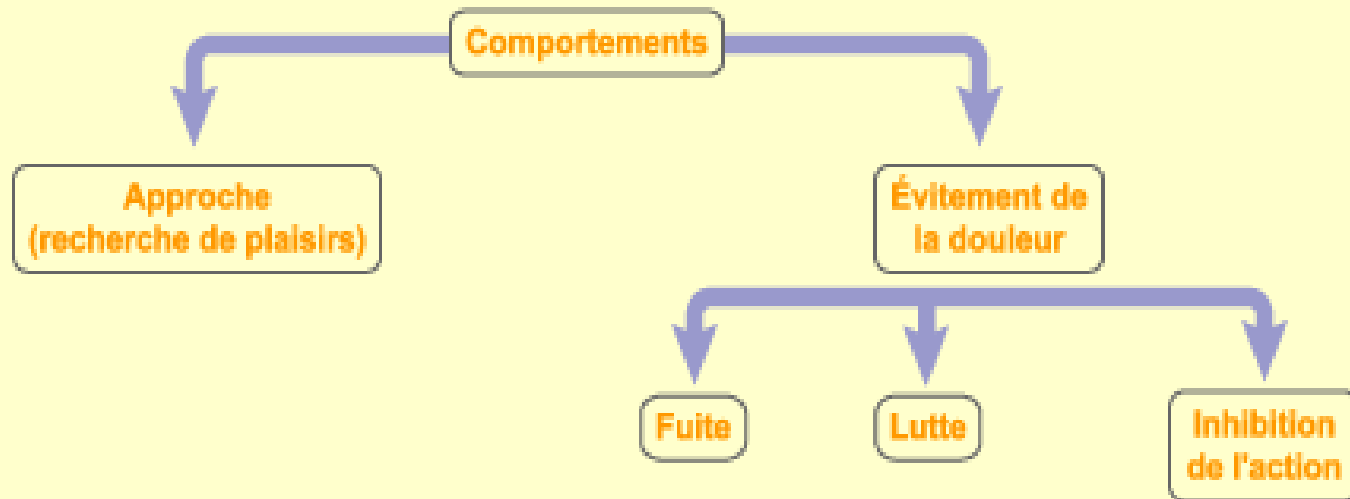 Comportements
Approche
(recherche de plaisirs)
Évitement de
la douleur
Fuite
Lutte
Inhibition
de l'action